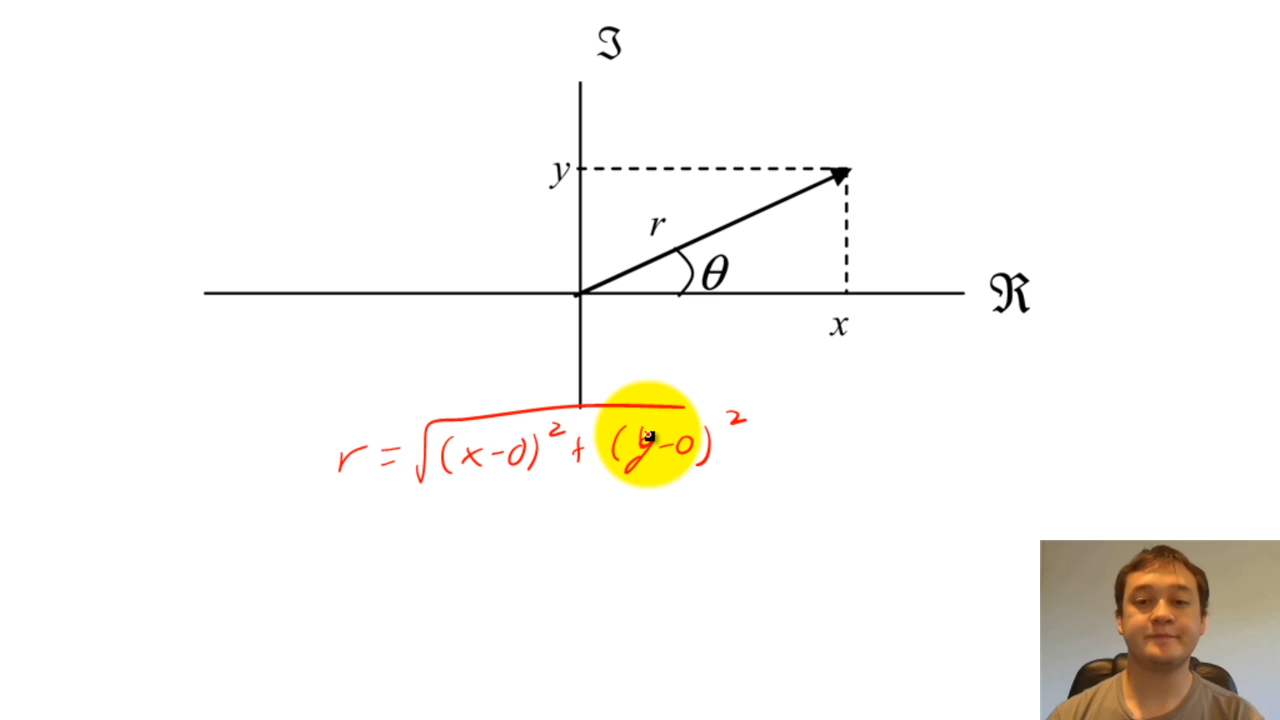 ℑ
y
r
θ
ℜ
x
r = √(x-0)² + (y-0)²